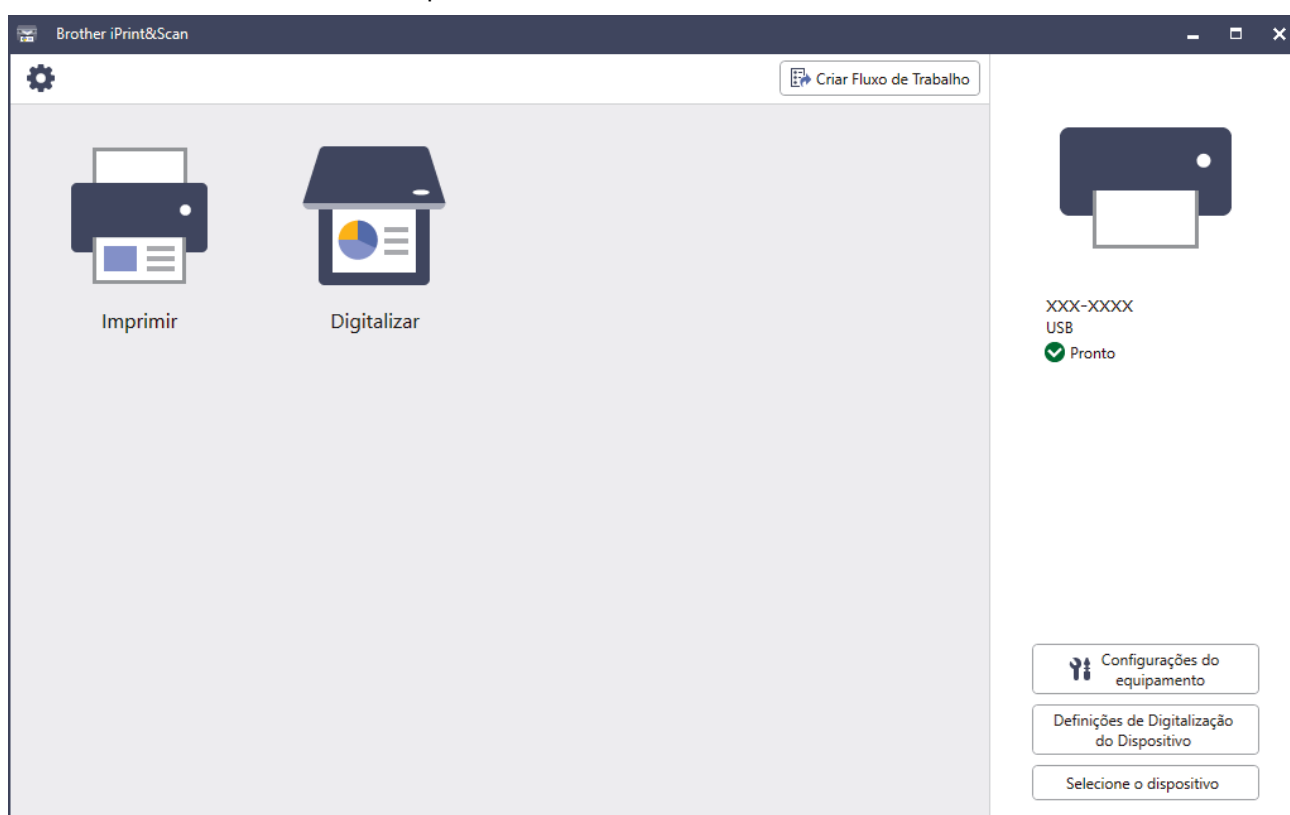 Brother iPrint&Scan
Criar Fluxo de Trabalho
Imprimir
Digitalizar
XXX-XXXX
USB
Pronto
Configurações do
equipamento
Definições de Digitalização
do Dispositivo
Selecione o dispositivo